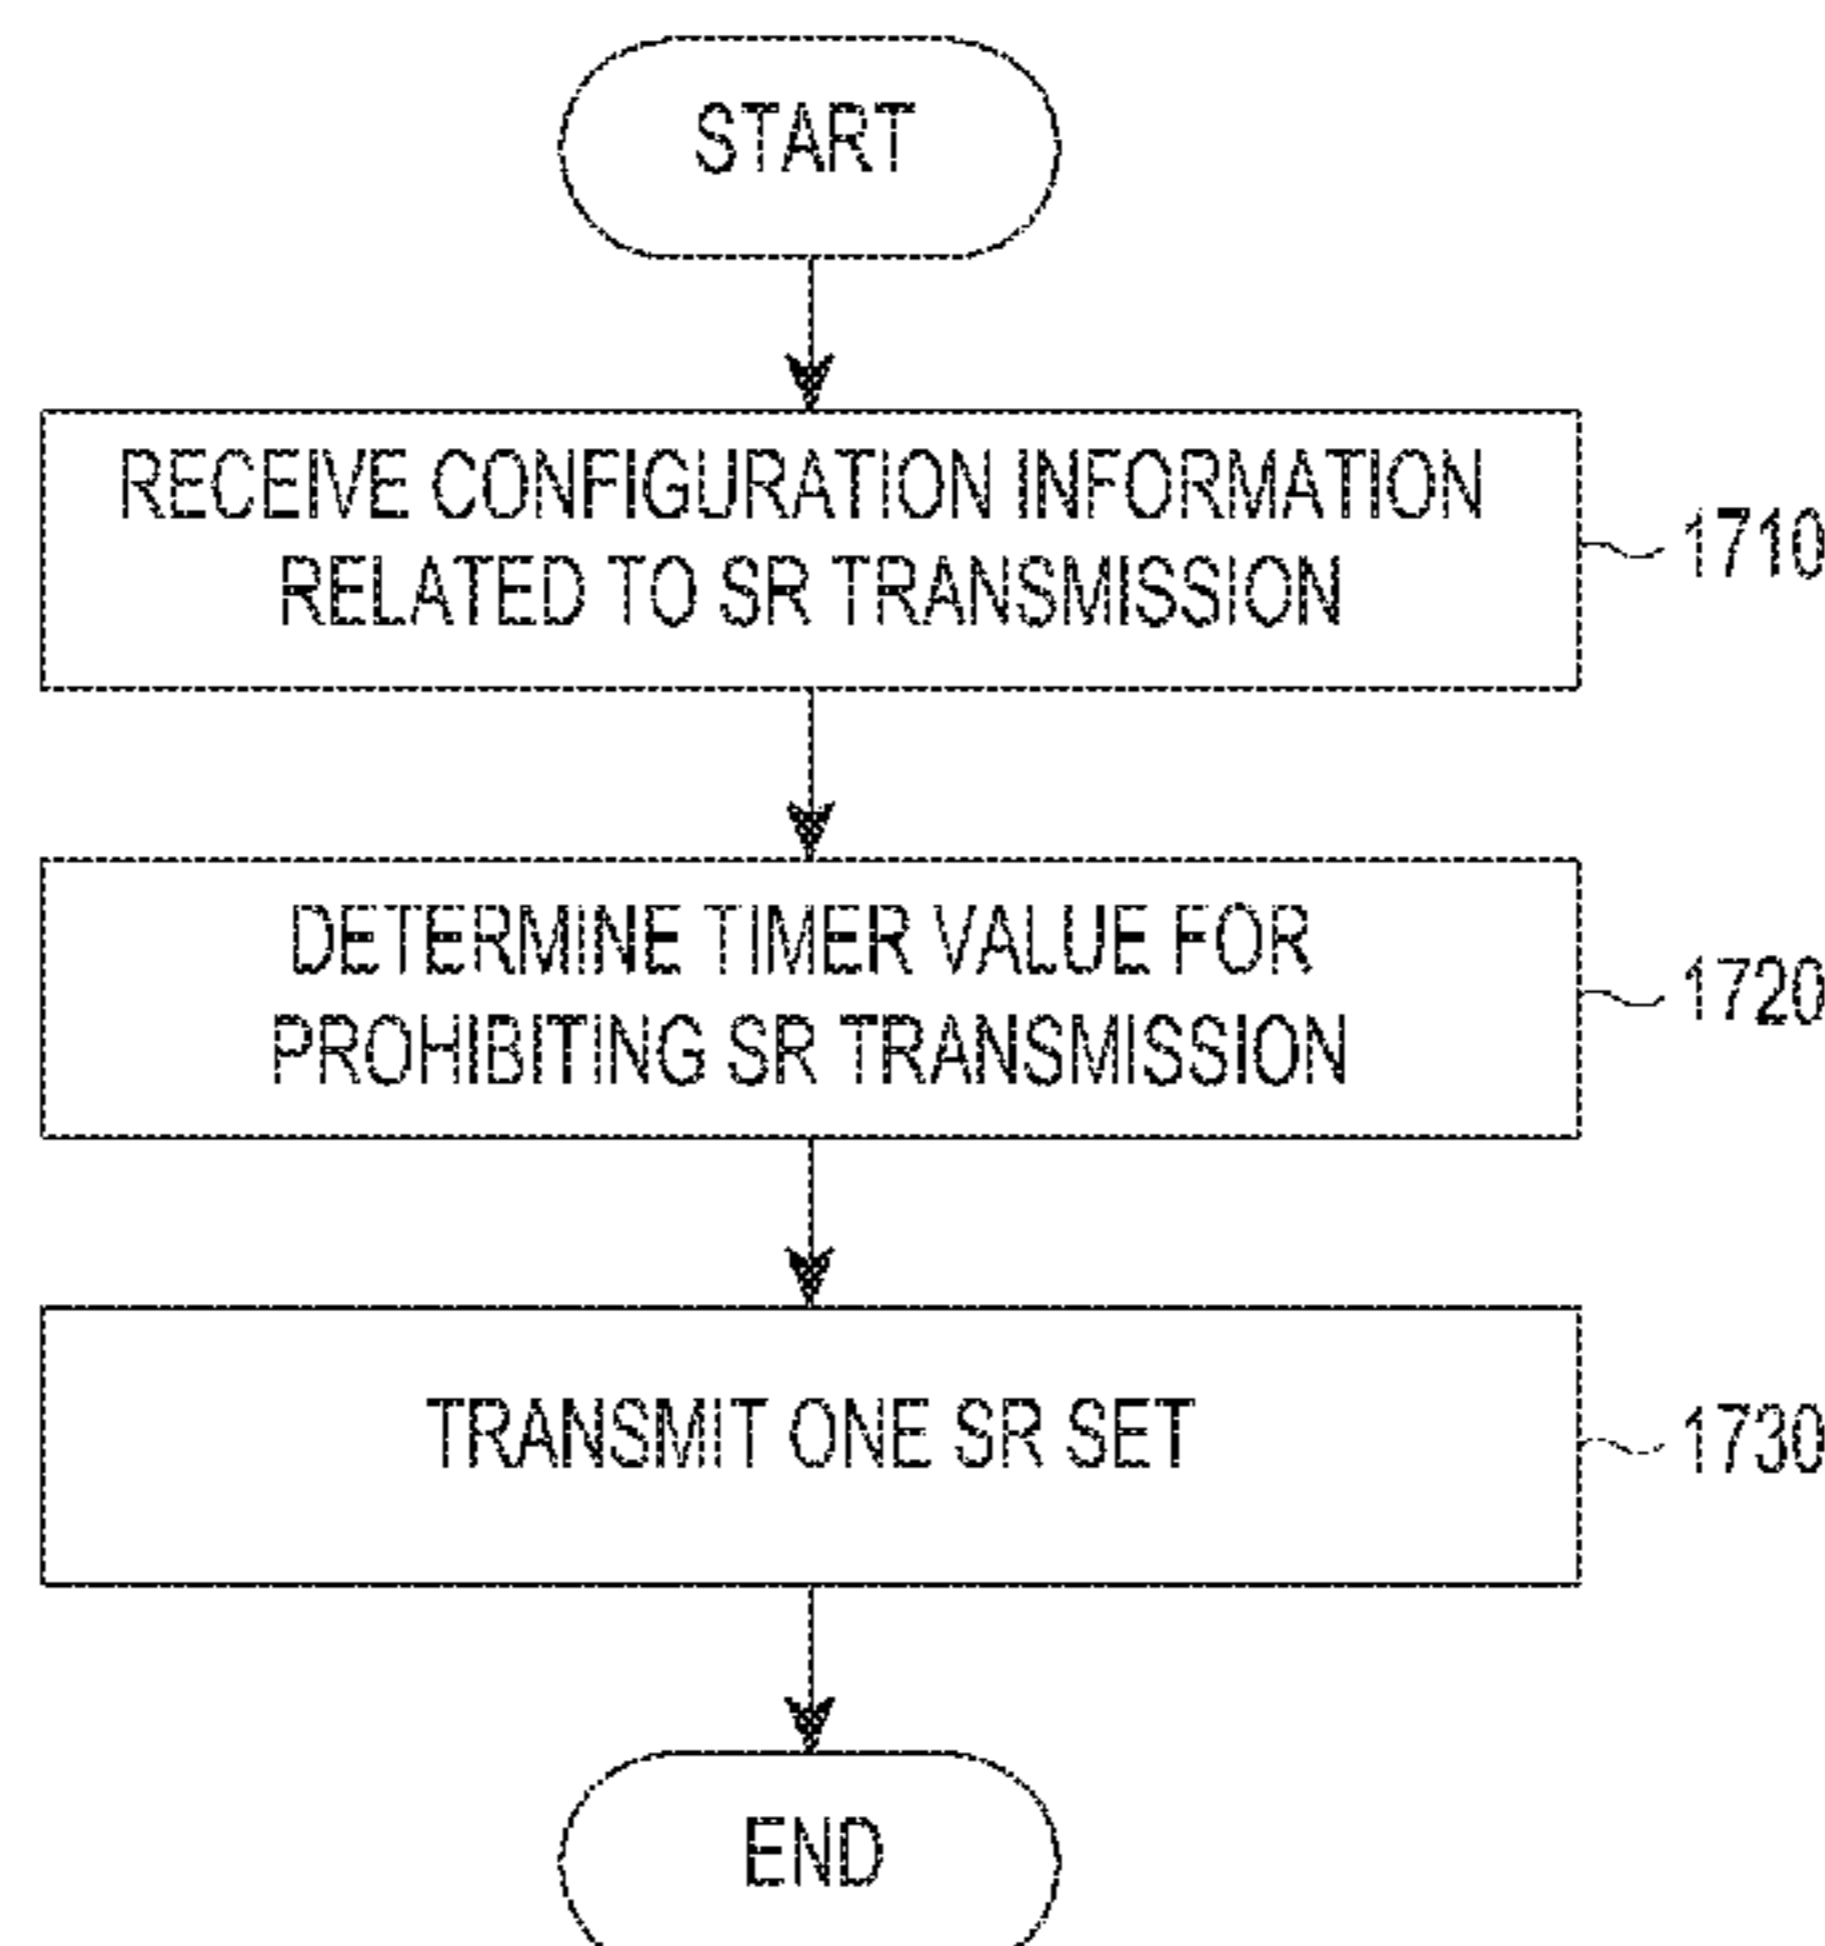 START
RECEIVE CONFIGURATION INFORMATION
RELATED TO SR TRANSMISSION
1710
DETERMINE TIMER VALUE FOR
PROHIBITING SR TRANSMISSION
1720
TRANSMIT ONE SR SET
1730
END